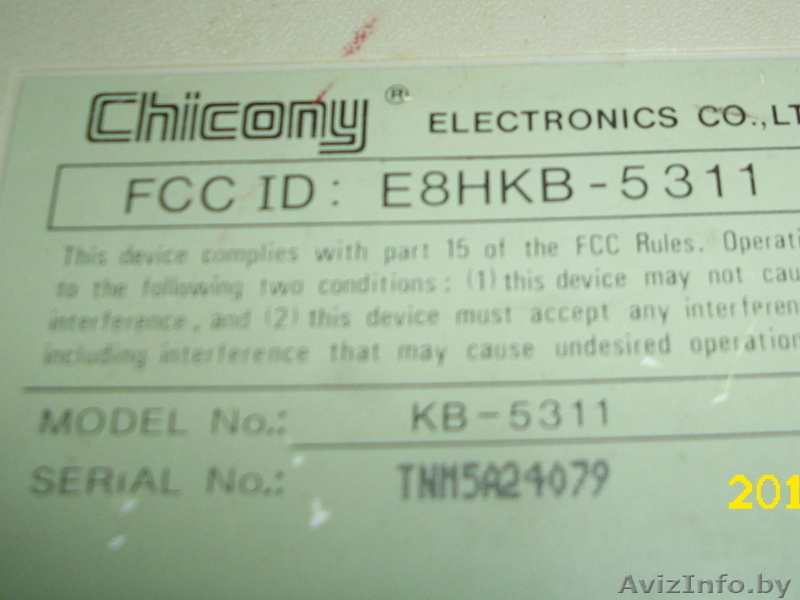 Chicony ® ELECTRONICS CO.,LT
FCC ID: E8HKB-5311
This device complies with part 15 of the FCC Rules. Operati
to the following two conditions: (1) this device may not cau
interference, and (2) this device must accept any interferen
including interference that may cause undesired operation
MODEL No.: KB-5311
SERIAL No.: TNM5A24079
201
AvizInfo.by